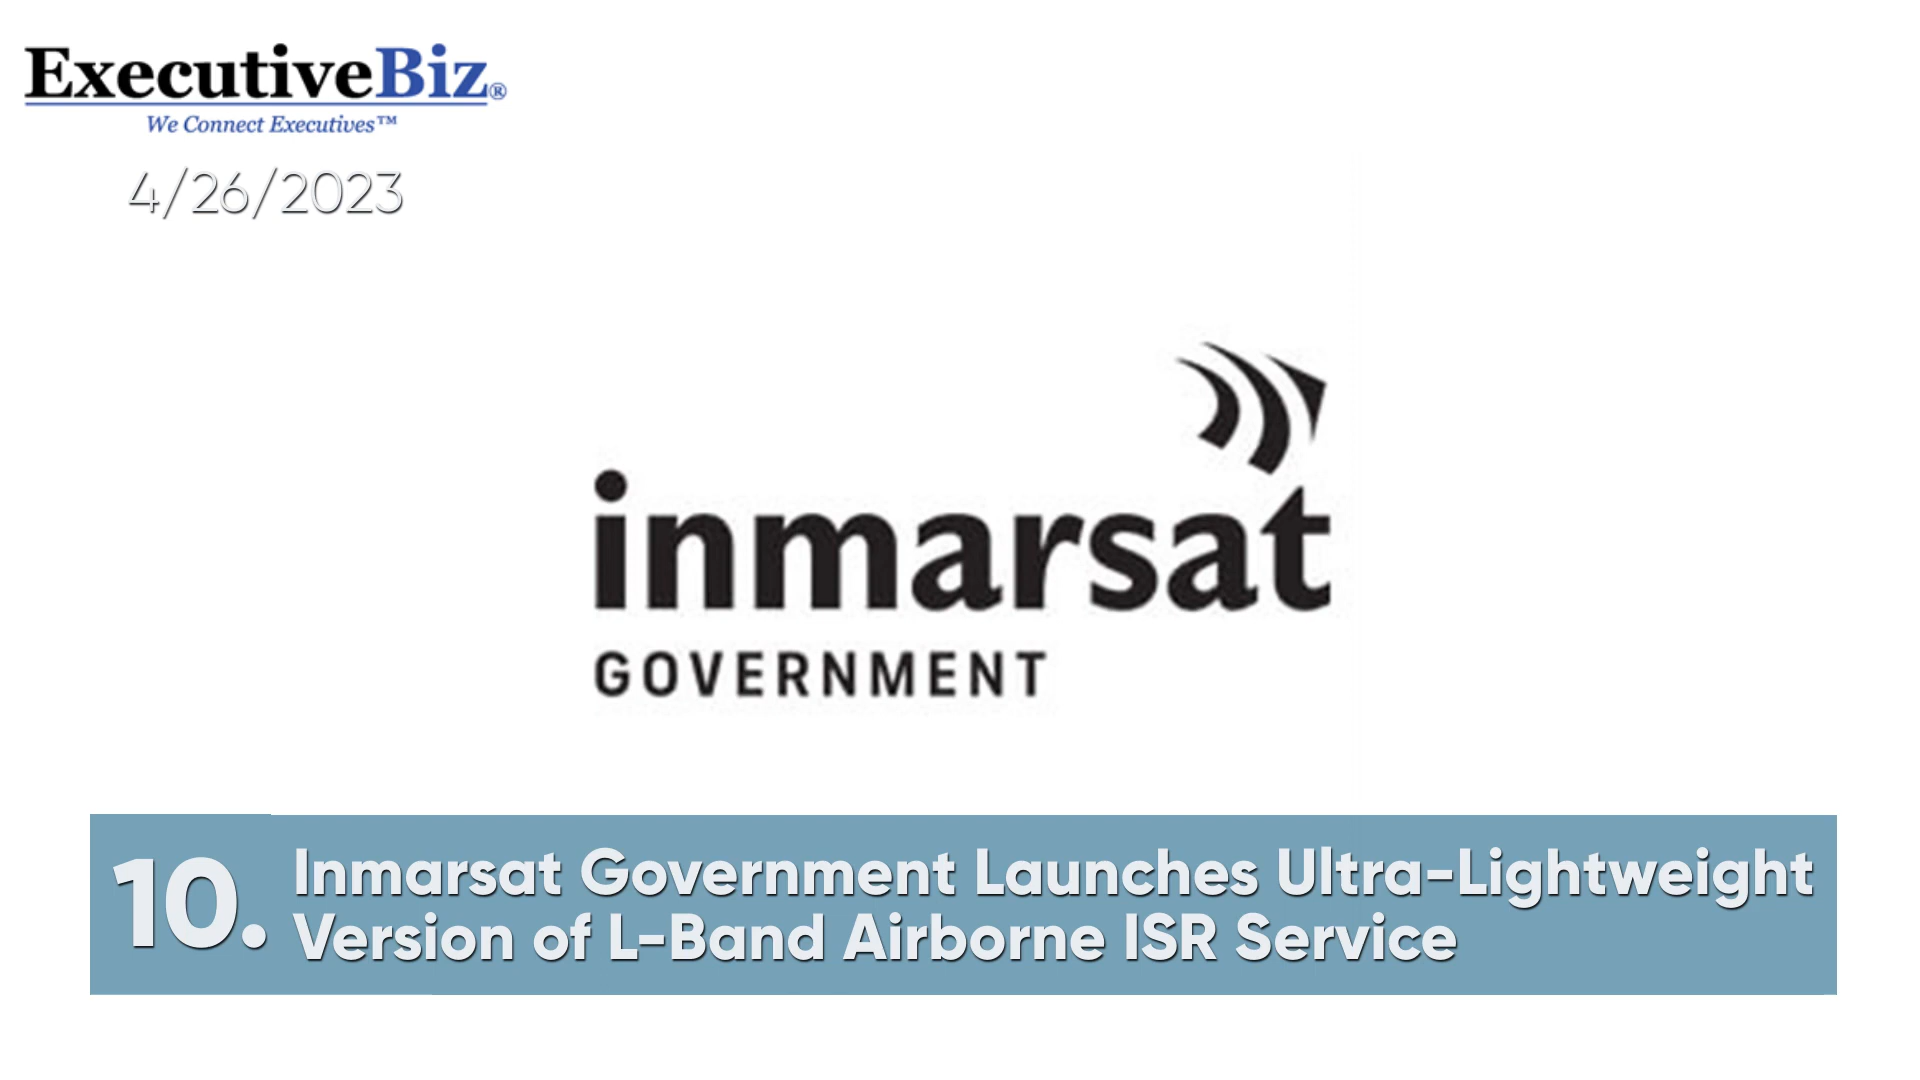 ExecutiveBiz®
We Connect Executives™
4/26/2023
inmarsat
GOVERNMENT
10. Inmarsat Government Launches Ultra-Lightweight
Version of L-Band Airborne ISR Service